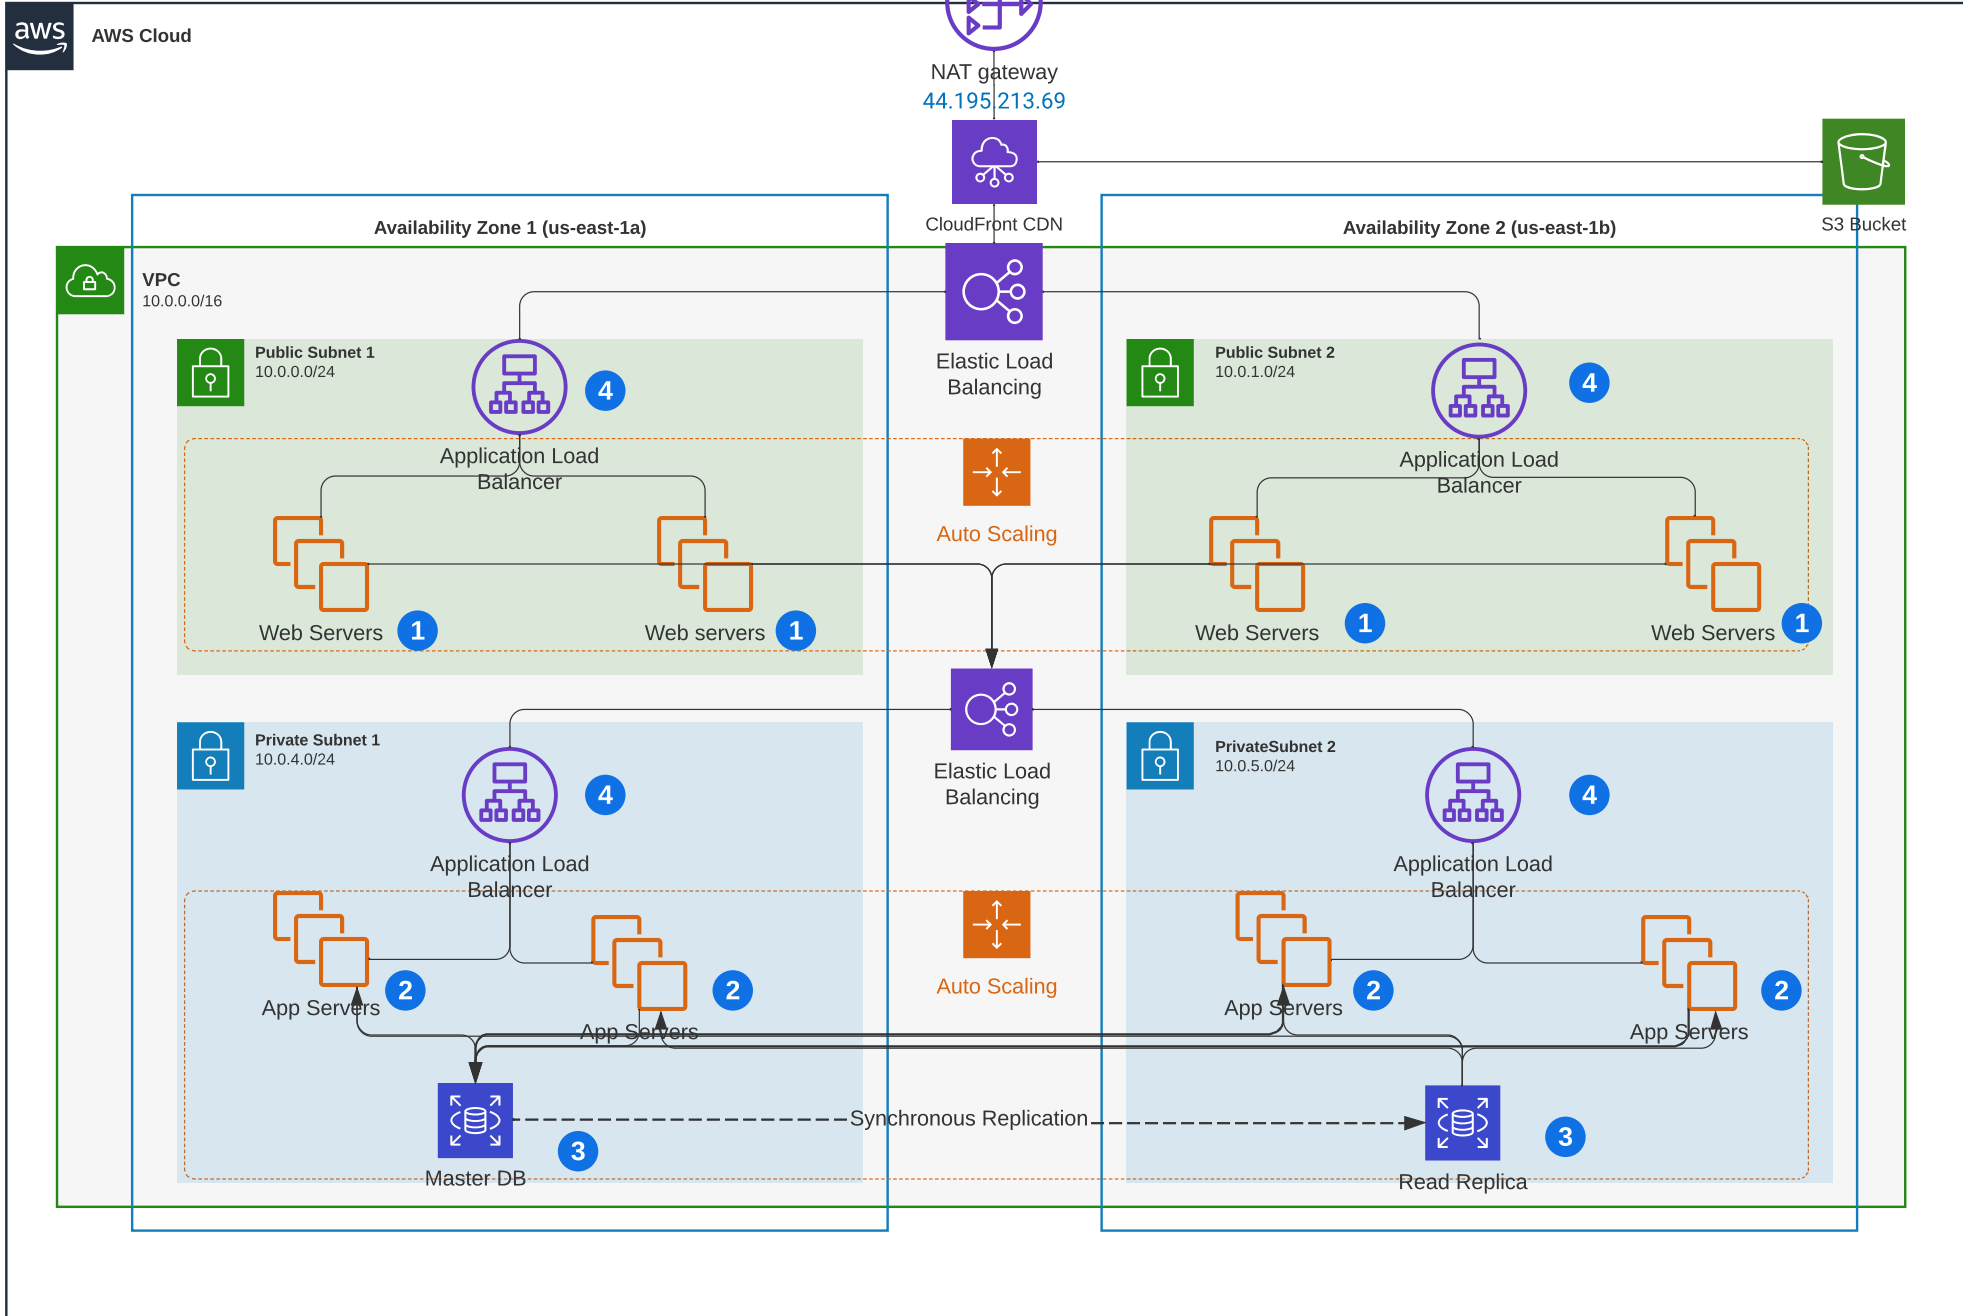 aws
AWS Cloud
NAT gateway
44.195.213.69
CloudFront CDN
S3 Bucket
Availability Zone 1 (us-east-1a)
Availability Zone 2 (us-east-1b)
VPC
10.0.0.0/16
Public Subnet 1
10.0.0.0/24
4
Application Load
Balancer
Elastic Load
Balancing
Public Subnet 2
10.0.1.0/24
4
Application Load
Balancer
Auto Scaling
Web Servers
1
Web servers
1
Web Servers
1
Web Servers
1
Private Subnet 1
10.0.4.0/24
4
Application Load
Balancer
Elastic Load
Balancing
PrivateSubnet 2
10.0.5.0/24
4
Application Load
Balancer
Auto Scaling
App Servers
2
App Servers
2
App Servers
2
App Servers
2
Master DB
3
Synchronous Replication
Read Replica
3